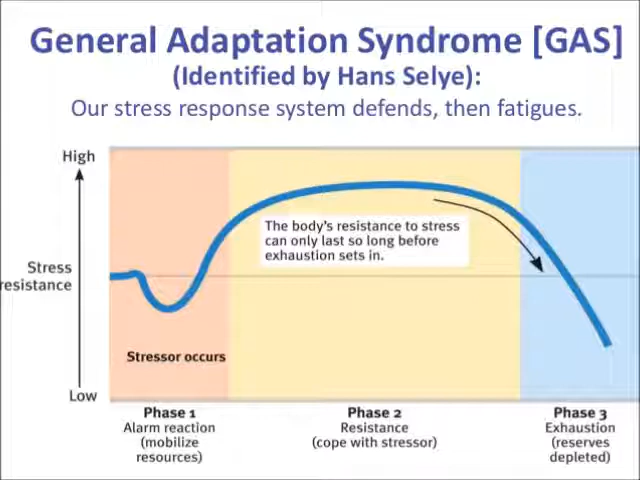 General Adaptation Syndrome [GAS]
(Identified by Hans Selye):
Our stress response system defends, then fatigues.
High
The body's resistance to stress
can only last so long before
exhaustion sets in.
Stress
resistance
Stressor occurs
Low
Phase 1
Alarm reaction
(mobilize
resources)
Phase 2
Resistance
(cope with stressor)
Phase 3
Exhaustion
(reserves
depleted)